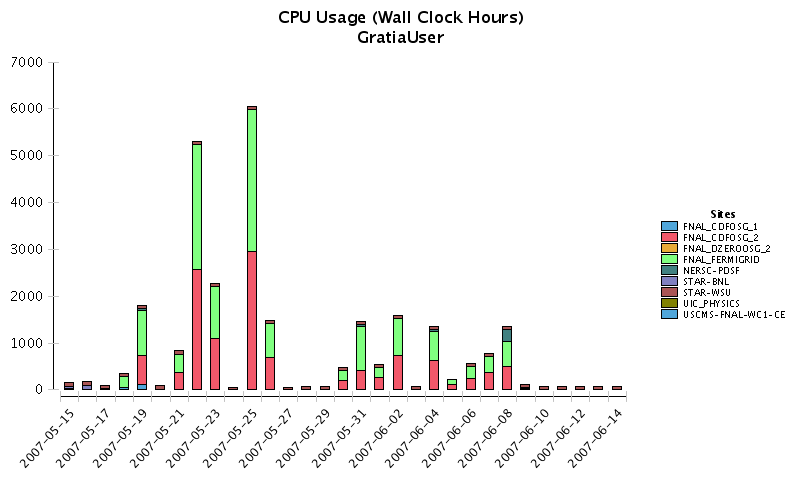 CPU Usage (Wall Clock Hours)
GratiaUser
7000
6000
5000
4000
3000
2000
1000
0
2007-05-15
2007-05-17
2007-05-19
2007-05-21
2007-05-23
2007-05-25
2007-05-27
2007-05-29
2007-05-31
2007-06-02
2007-06-04
2007-06-06
2007-06-08
2007-06-10
2007-06-12
2007-06-14
Sites
FNAL_CDFOSG_1
FNAL_CDFOSG_2
FNAL_DZEROOSG_2
FNAL_FERMIGRID
NERSC-PDSF
STAR-BNL
STAR-WSU
UIC_PHYSICS
USCMS-FNAL-WC1-CE